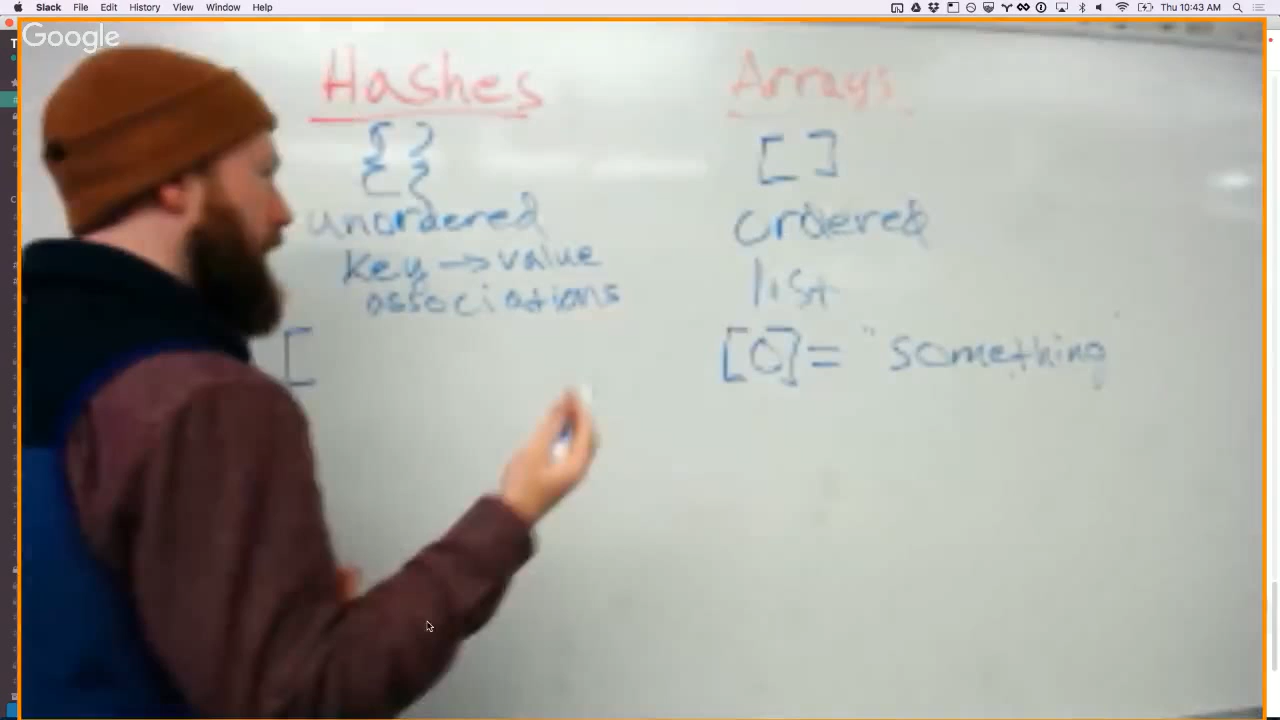 Slack File Edit History View Window Help Thu 10:43 AM
Google
Hashes
{ }
unordered
key → value
associations
[
Arrays
[ ]
ordered
list
[0] = "something"